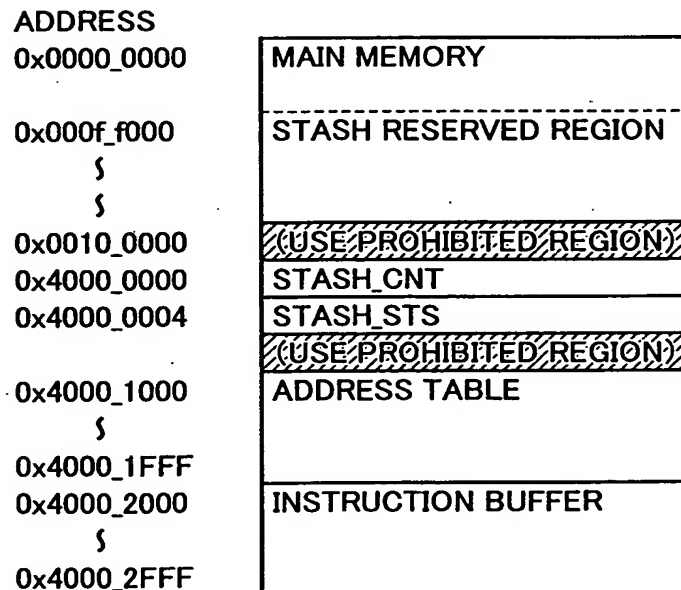 ADDRESS
0x0000_0000 MAIN MEMORY
0x000f_f000 STASH RESERVED REGION
0x0010_0000 (USE PROHIBITED REGION)
0x4000_0000 STASH_CNT
0x4000_0004 STASH_STS
(USE PROHIBITED REGION)
0x4000_1000 ADDRESS TABLE
0x4000_1FFF
0x4000_2000 INSTRUCTION BUFFER
0x4000_2FFF